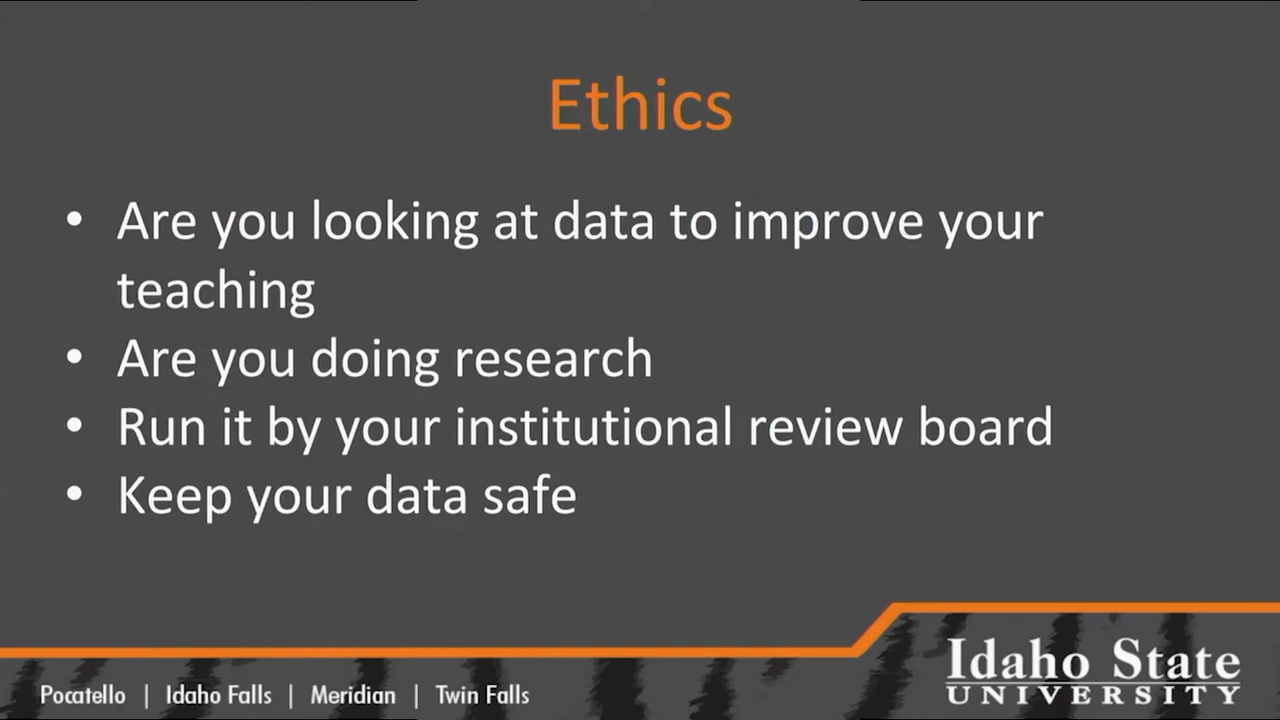 Ethics
• Are you looking at data to improve your
teaching
• Are you doing research
• Run it by your institutional review board
• Keep your data safe
Idaho State
UNIVERSITY
Pocatello | Idaho Falls | Meridian | Twin Falls